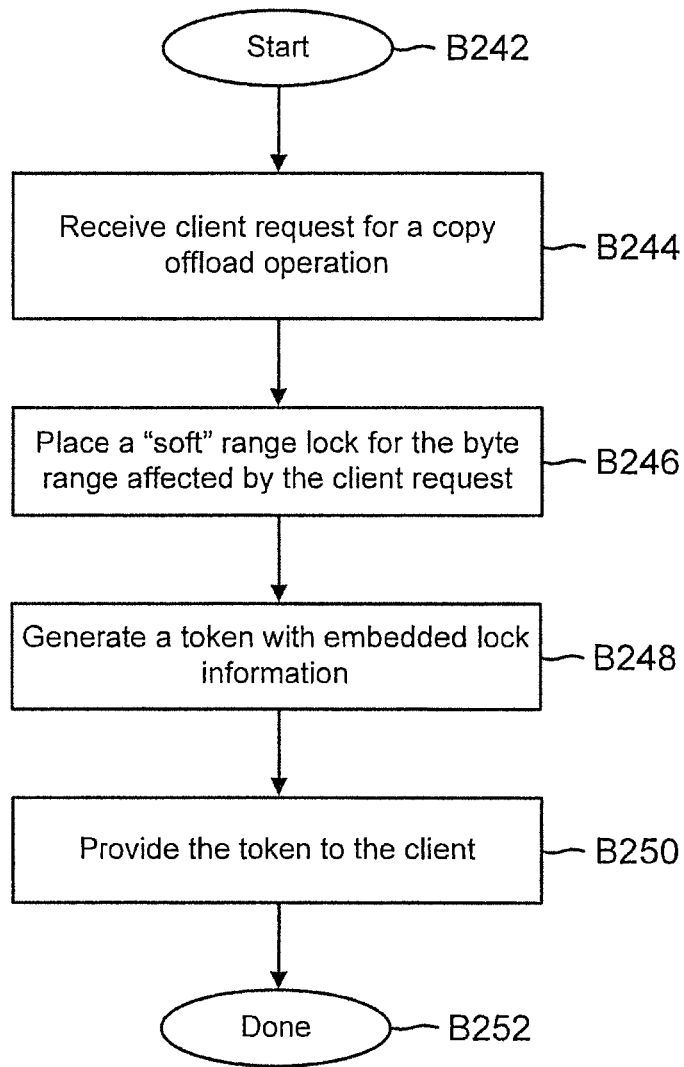 Start
B242
Receive client request for a copy
offload operation
B244
Place a “soft” range lock for the byte
range affected by the client request
B246
Generate a token with embedded lock
information
B248
Provide the token to the client
B250
Done
B252